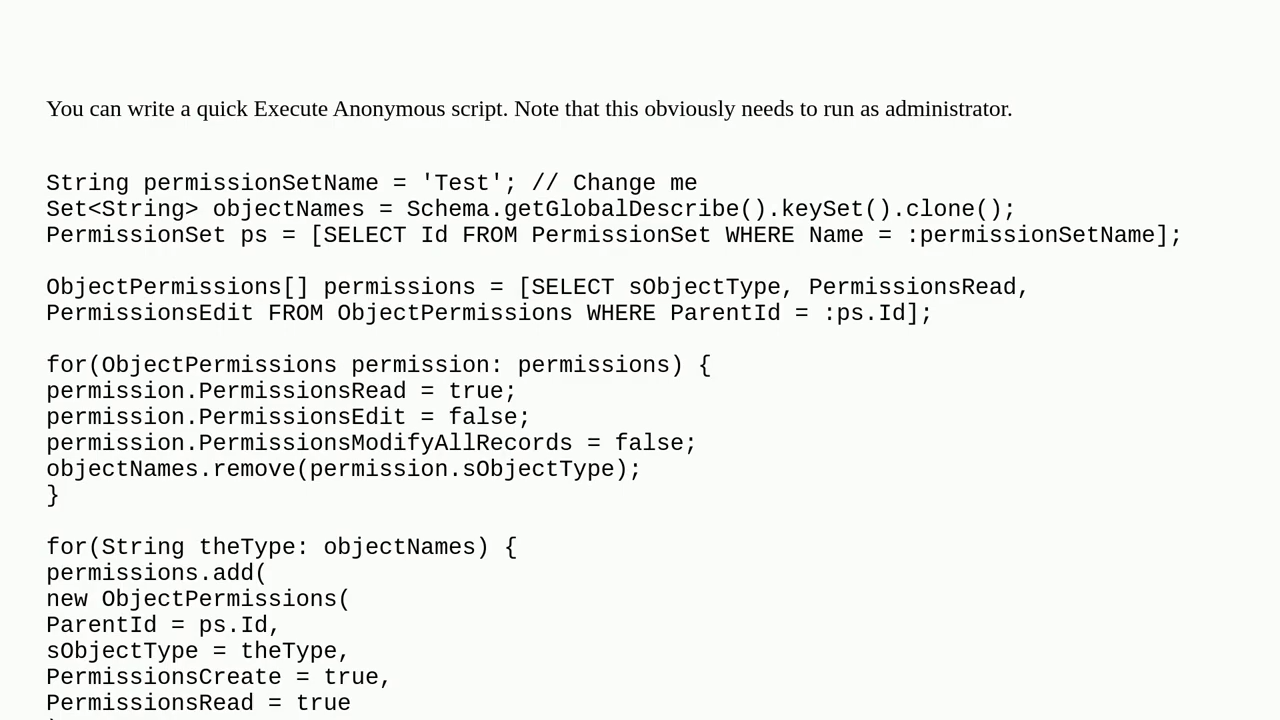 You can write a quick Execute Anonymous script. Note that this obviously needs to run as administrator.
String permissionSetName = 'Test'; // Change me
Set<String> objectNames = Schema.getGlobalDescribe().keySet().clone();
PermissionSet ps = [SELECT Id FROM PermissionSet WHERE Name = :permissionSetName];
ObjectPermissions[] permissions = [SELECT sObjectType, PermissionsRead,
PermissionsEdit FROM ObjectPermissions WHERE ParentId = :ps.Id];
for(ObjectPermissions permission: permissions) {
permission.PermissionsRead = true;
permission.PermissionsEdit = false;
permission.PermissionsModifyAllRecords = false;
objectNames.remove(permission.sObjectType);
}
for(String theType: objectNames) {
permissions.add(
new ObjectPermissions(
ParentId = ps.Id,
sObjectType = theType,
PermissionsCreate = true,
PermissionsRead = true